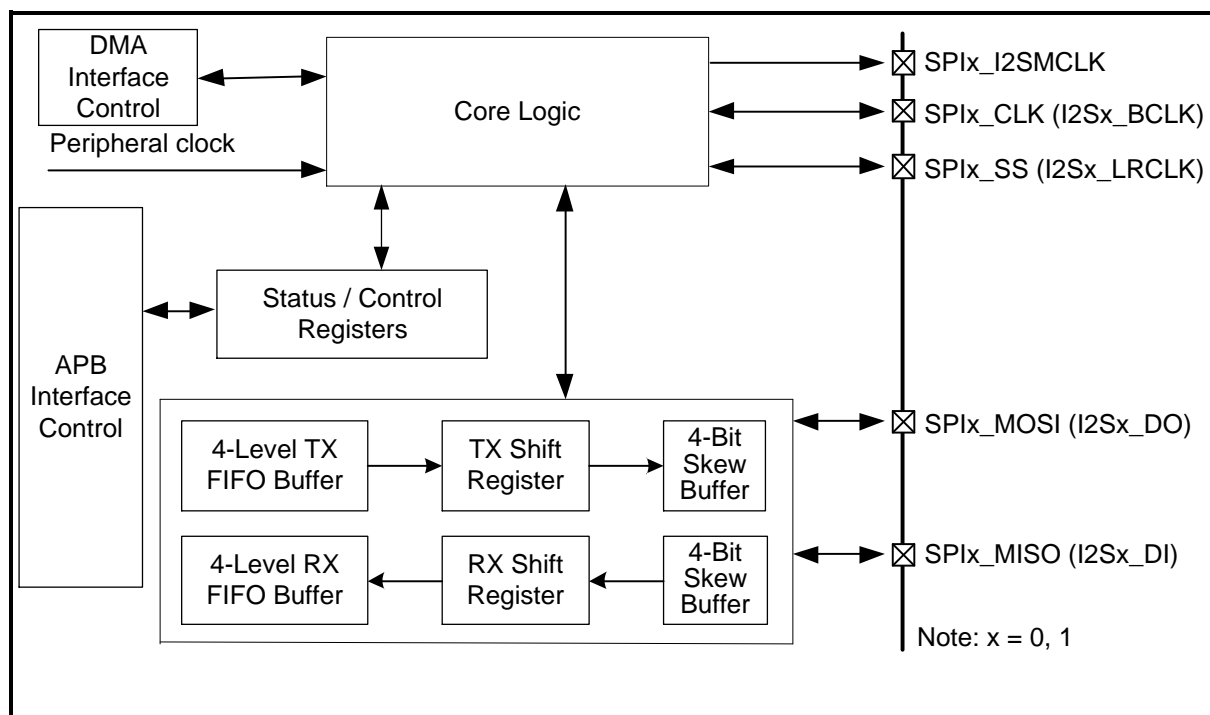 DMA
Interface
Control
Peripheral clock
Core Logic
SPIx_I2SMCLK
SPIx_CLK (I2Sx_BCLK)
SPIx_SS (I2Sx_LRCLK)
Status / Control
Registers
APB
Interface
Control
4-Level TX
FIFO Buffer
TX Shift
Register
4-Bit
Skew
Buffer
SPIx_MOSI (I2Sx_DO)
4-Level RX
FIFO Buffer
RX Shift
Register
4-Bit
Skew
Buffer
SPIx_MISO (I2Sx_DI)
Note: x = 0, 1